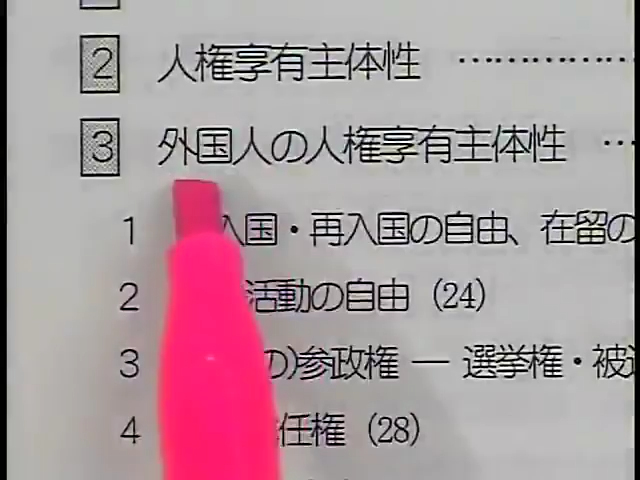 2 人権享有主体性 ……………
3 外国人の人権享有主体性 …
1 入国・再入国の自由、在留の
2 活動の自由 (24)
3 の)参政権 ― 選挙権・被選
4 任権 (28)